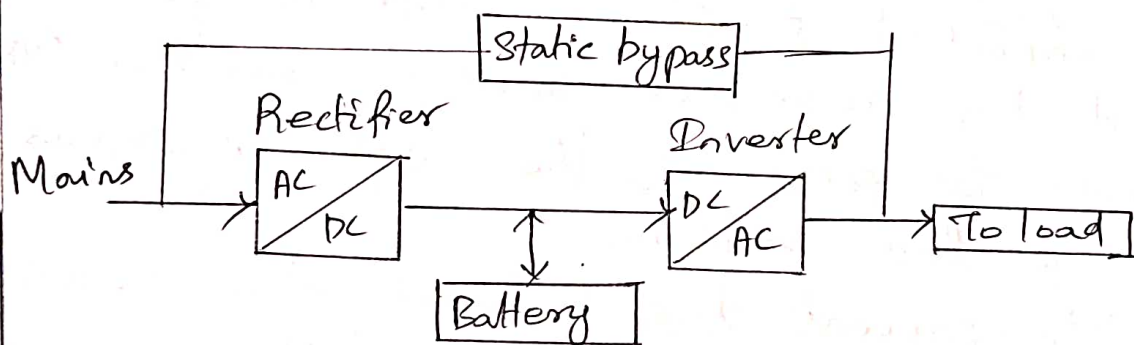 Static bypass
Rectifier
Inverter
Mains
AC
DC
DC
AC
To load
Battery